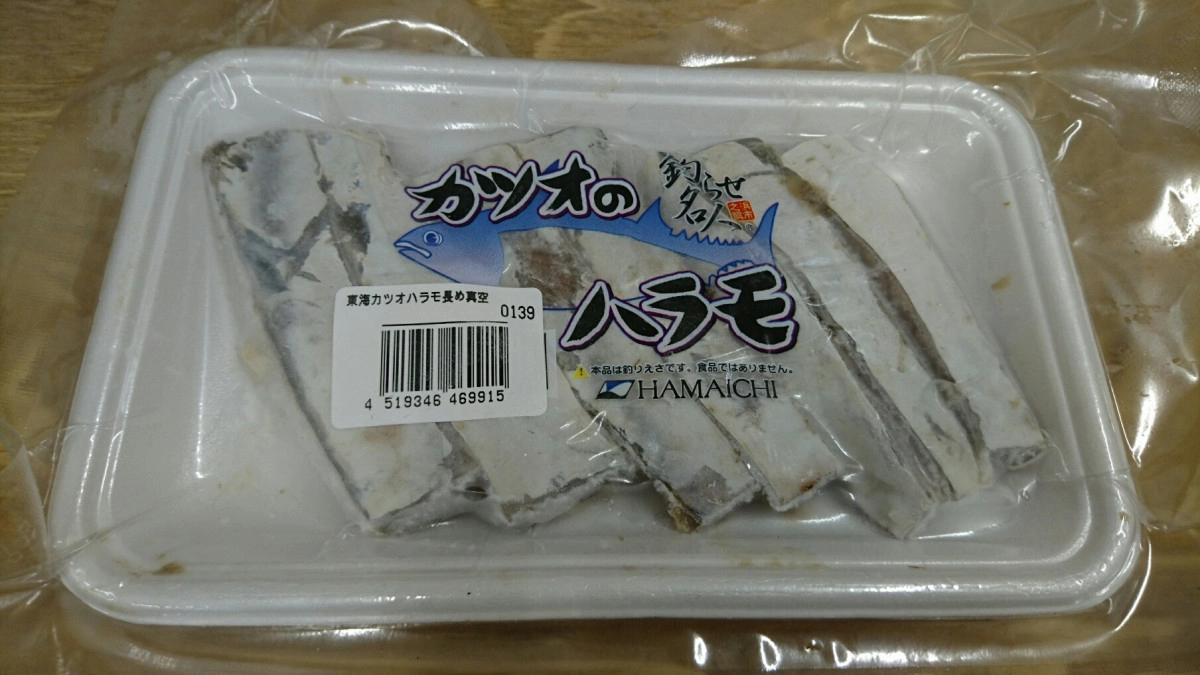 カツオの
ハラモ
釣らせ
名人
東海カツオハラモ長め真空
0139
4 519346 469915
本品は釣りえさです。食品ではありません。
HAMAICHI